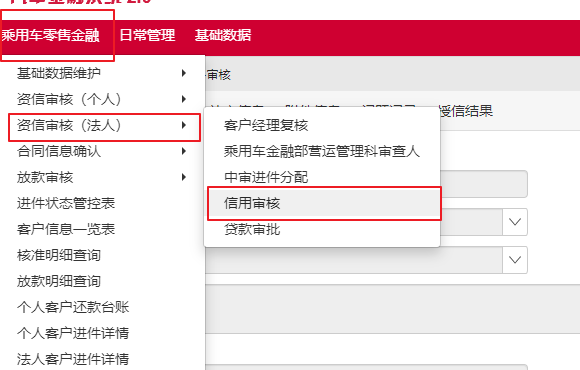 乘用车零售金融 日常管理 基础数据
基础数据维护
审核
资信审核（个人）
授信结果
资信审核（法人）
客户经理复核
合同信息确认
乘用车金融部营运管理科审查人
放款审核
中审进件分配
进件状态管控表
信用审核
客户信息一览表
贷款审批
核准明细查询
放款明细查询
个人客户还款台账
个人客户进件详情
法人客户进件详情